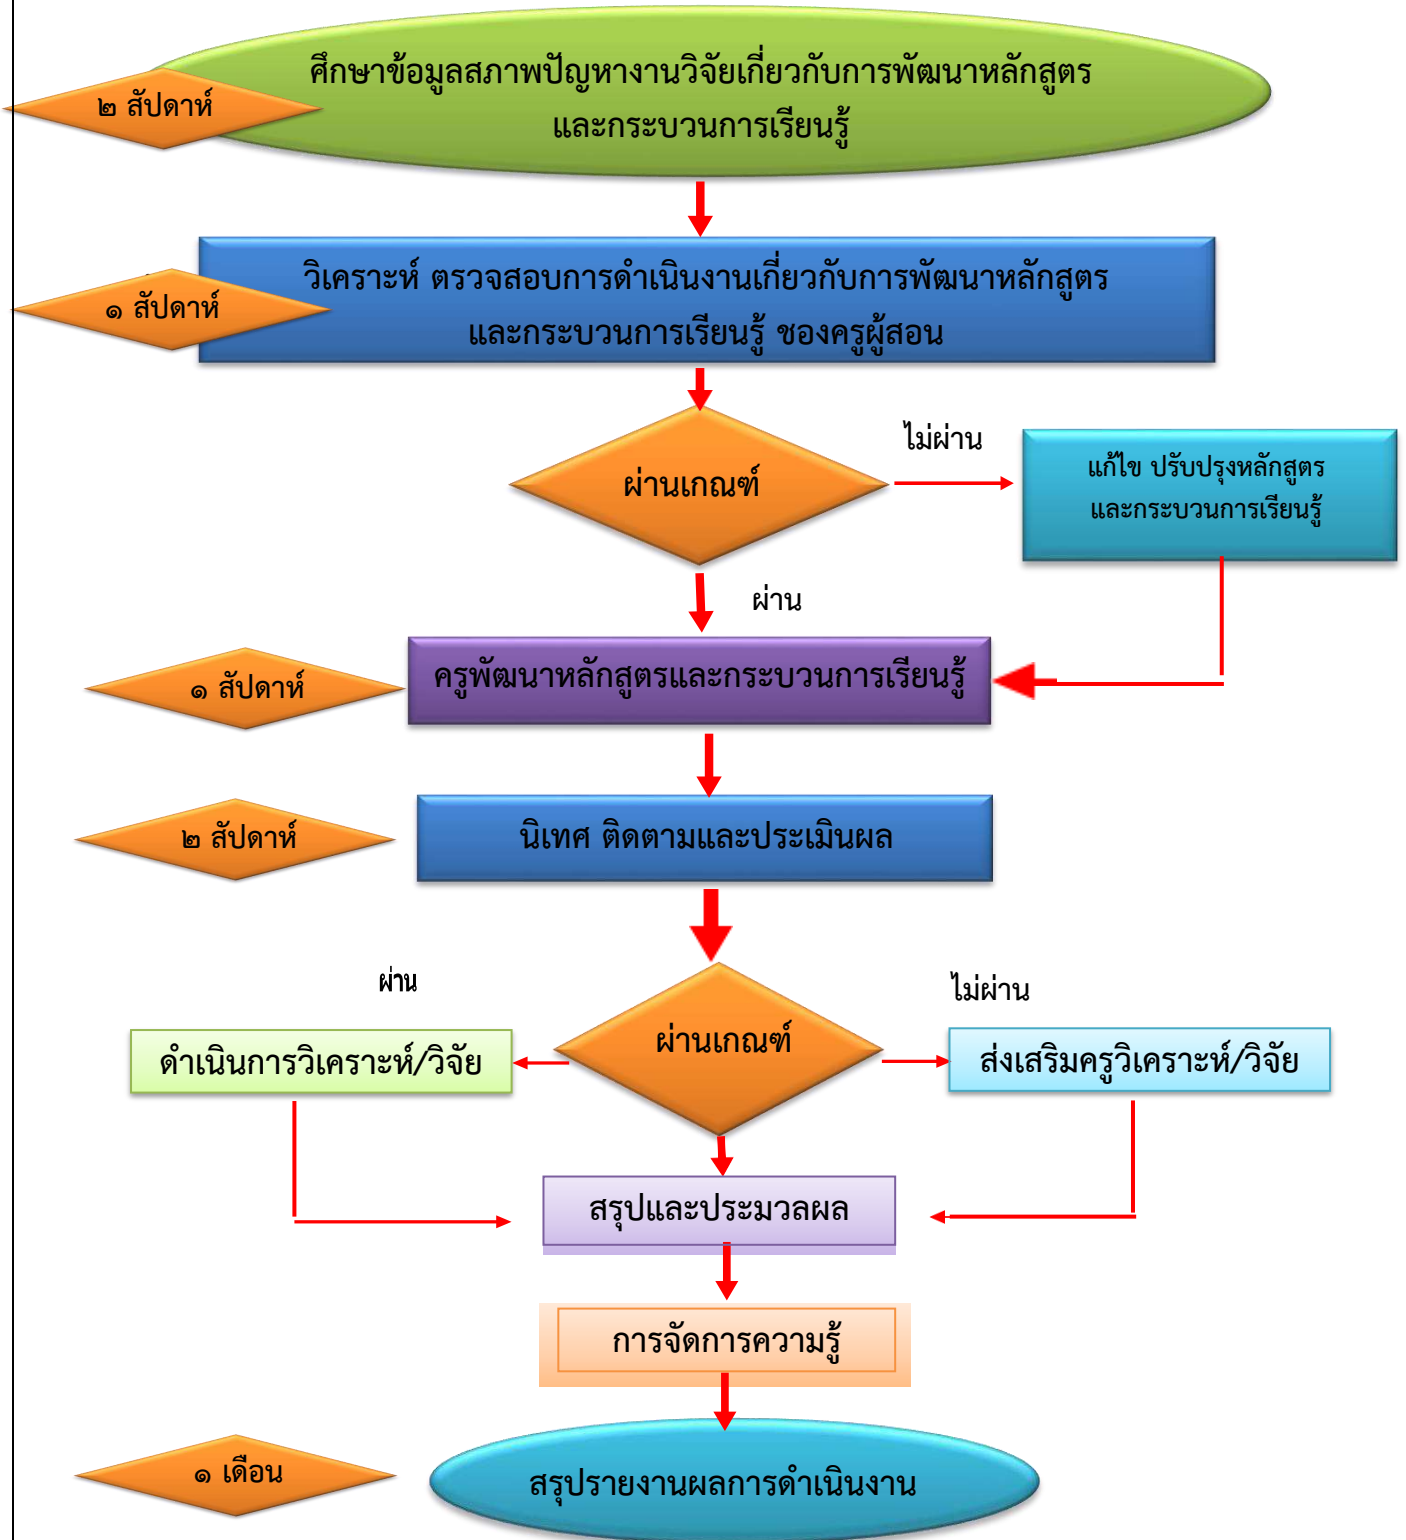 ศึกษาข้อมูลสภาพปัญหางานวิจัยเกี่ยวกับการพัฒนาหลักสูตร
และกระบวนการเรียนรู้
๒ สัปดาห์
วิเคราะห์ ตรวจสอบการดำเนินงานเกี่ยวกับการพัฒนาหลักสูตร
และกระบวนการเรียนรู้ ชองครูผู้สอน
๑ สัปดาห์
ผ่านเกณฑ์
ไม่ผ่าน
แก้ไข ปรับปรุงหลักสูตร
และกระบวนการเรียนรู้
ผ่าน
๑ สัปดาห์
ครูพัฒนาหลักสูตรและกระบวนการเรียนรู้
๒ สัปดาห์
นิเทศ ติดตามและประเมินผล
ผ่าน
ไม่ผ่าน
ผ่านเกณฑ์
ดำเนินการวิเคราะห์/วิจัย
ส่งเสริมครูวิเคราะห์/วิจัย
สรุปและประมวลผล
การจัดการความรู้
๑ เดือน
สรุปรายงานผลการดำเนินงาน